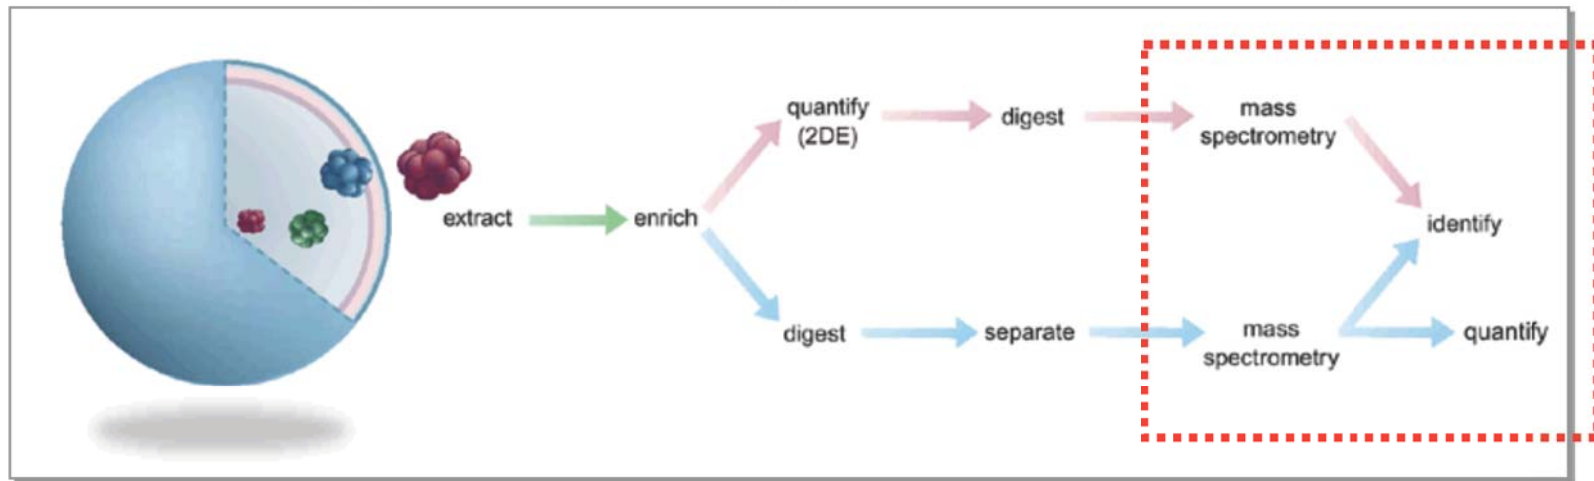 extract
enrich
quantify
(2DE)
digest
mass
spectrometry
identify
digest
separate
mass
spectrometry
quantify